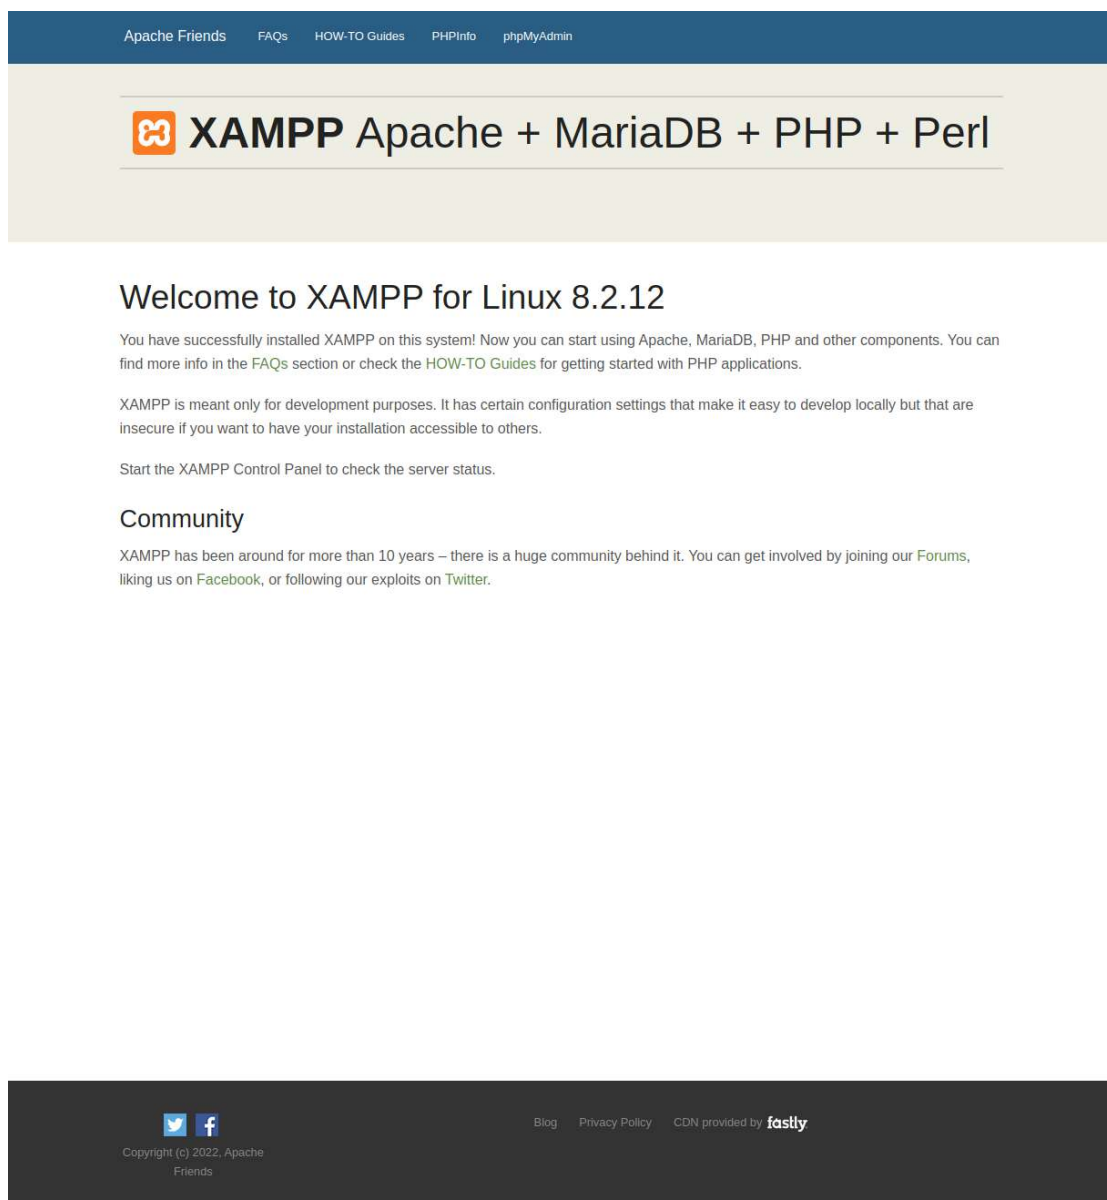 Apache Friends FAQs HOW-TO Guides PHPInfo phpMyAdmin
XAMPP Apache + MariaDB + PHP + Perl
Welcome to XAMPP for Linux 8.2.12
You have successfully installed XAMPP on this system! Now you can start using Apache, MariaDB, PHP and other components. You can
find more info in the FAQs section or check the HOW-TO Guides for getting started with PHP applications.
XAMPP is meant only for development purposes. It has certain configuration settings that make it easy to develop locally but that are
insecure if you want to have your installation accessible to others.
Start the XAMPP Control Panel to check the server status.
Community
XAMPP has been around for more than 10 years – there is a huge community behind it. You can get involved by joining our Forums,
liking us on Facebook, or following our exploits on Twitter.
Blog Privacy Policy CDN provided by fastly
Copyright (c) 2022, Apache
Friends